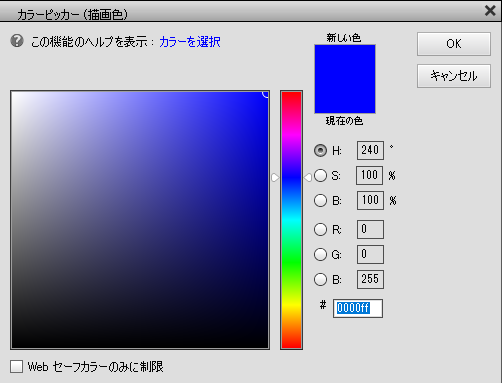 カラーピッカー (描画色)
この機能のヘルプを表示 : カラーを選択
新しい色
現在の色
OK
キャンセル
H: 240 °
S: 100 %
B: 100 %
R: 0
G: 0
B: 255
# 0000ff
Web セーフカラーのみに制限